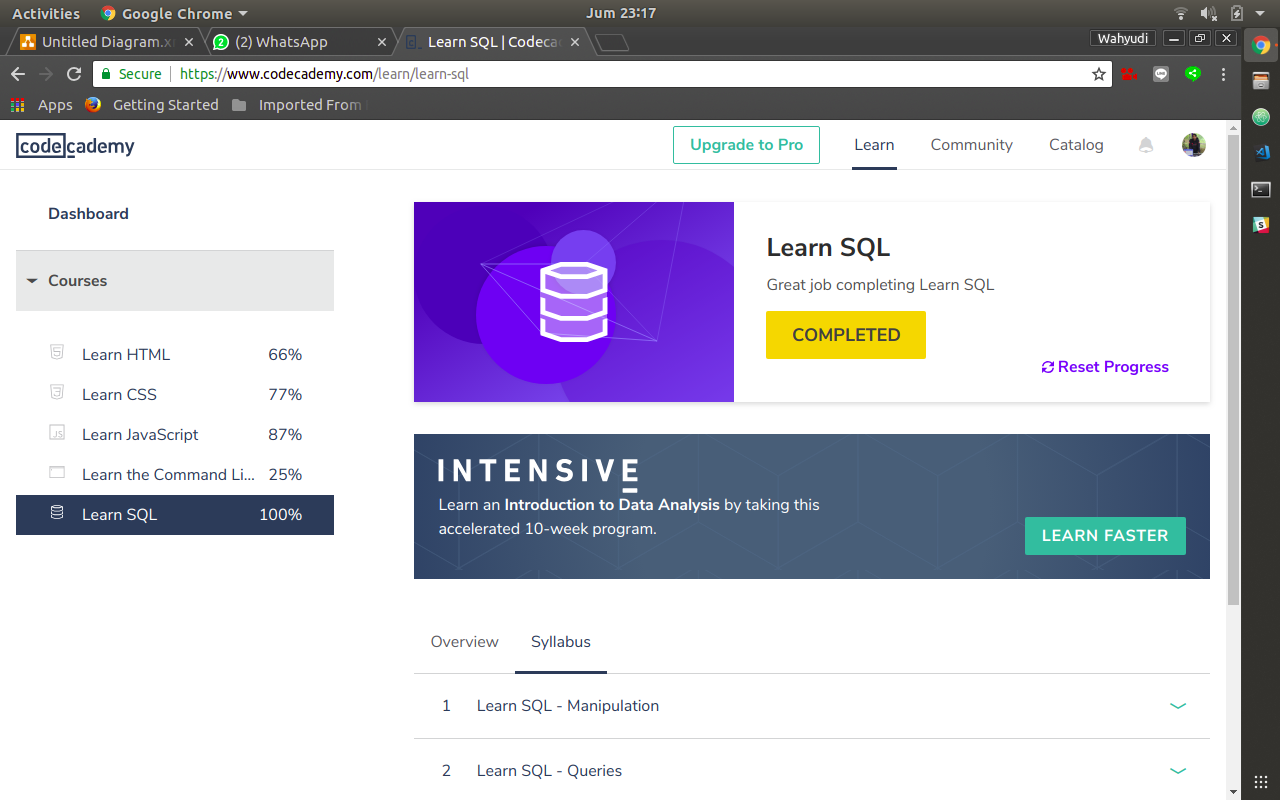 Activities Google Chrome Jum 23:17
Untitled Diagram.x (2) WhatsApp Learn SQL | Codeca Wahyudi
Secure https://www.codecademy.com/learn/learn-sql
Apps Getting Started Imported From
codecademy Upgrade to Pro Learn Community Catalog
Dashboard
Courses
Learn HTML 66%
Learn CSS 77%
JS Learn JavaScript 87%
Learn the Command Li... 25%
Learn SQL 100%
Learn SQL
Great job completing Learn SQL
COMPLETED
Reset Progress
INTENSIVE
Learn an Introduction to Data Analysis by taking this
accelerated 10-week program.
LEARN FASTER
Overview Syllabus
1 Learn SQL - Manipulation
2 Learn SQL - Queries